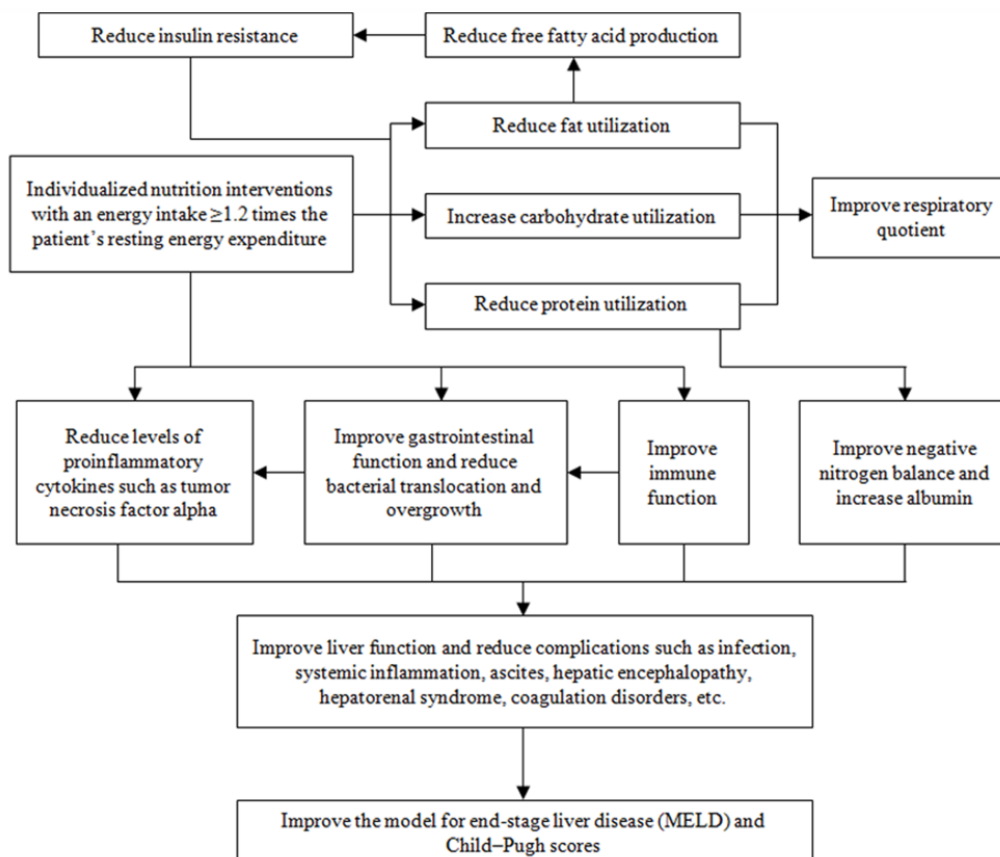 Reduce insulin resistance
Reduce free fatty acid production
Reduce fat utilization
Individualized nutrition interventions
with an energy intake ≥1.2 times the
patient’s resting energy expenditure
Increase carbohydrate utilization
Improve respiratory
quotient
Reduce protein utilization
Reduce levels of
proinflammatory
cytokines such as tumor
necrosis factor alpha
Improve gastrointestinal
function and reduce
bacterial translocation and
overgrowth
Improve
immune
function
Improve negative
nitrogen balance and
increase albumin
Improve liver function and reduce complications such as infection,
systemic inflammation, ascites, hepatic encephalopathy,
hepatorenal syndrome, coagulation disorders, etc.
Improve the model for end-stage liver disease (MELD) and
Child–Pugh scores